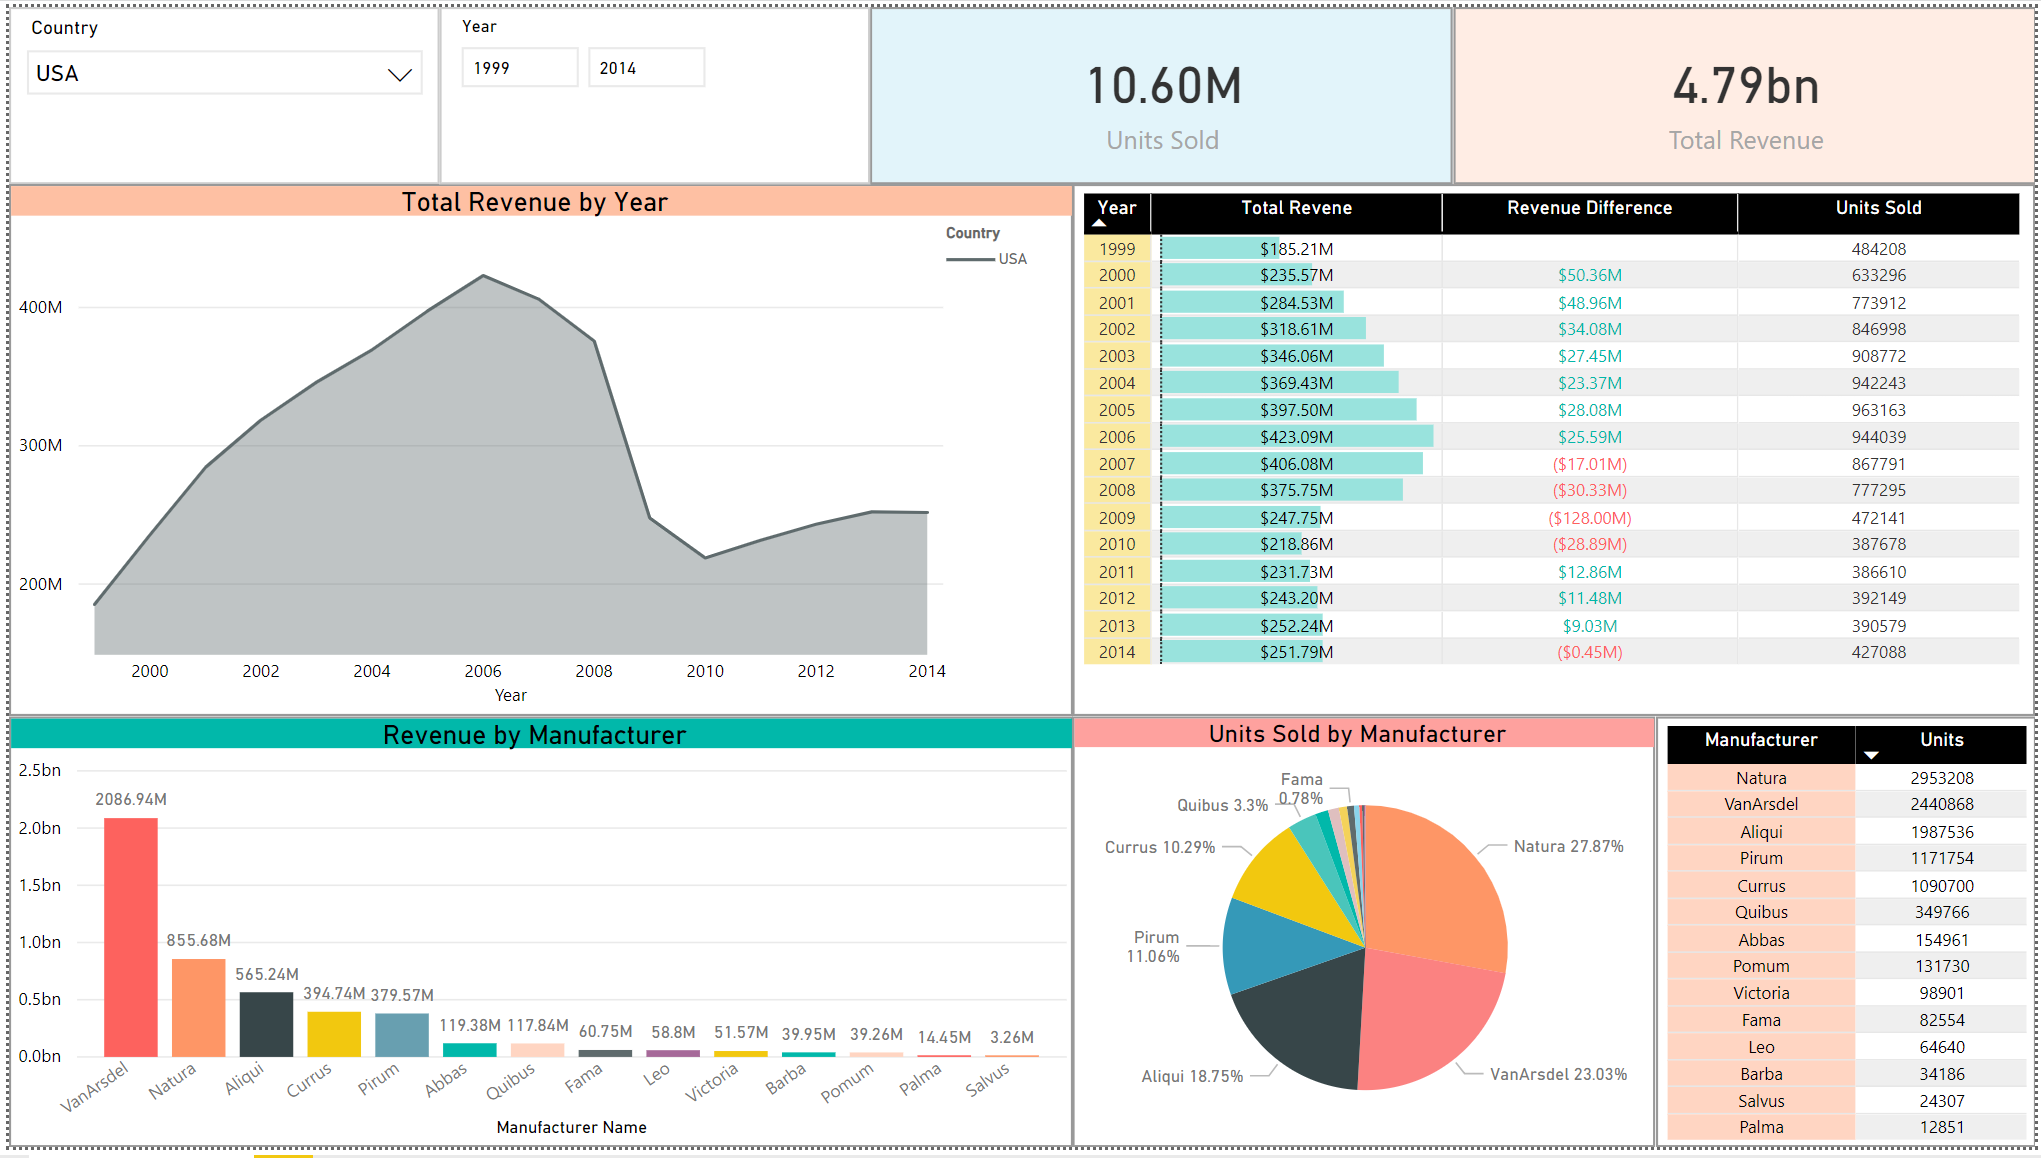 Country
USA
Year
1999 2014
10.60M
Units Sold
4.79bn
Total Revenue
Total Revenue by Year
Country
USA
400M
300M
200M
2000 2002 2004 2006 2008 2010 2012 2014
Year
Year Total Revene Revenue Difference Units Sold
1999 $185.21M 484208
2000 $235.57M $50.36M 633296
2001 $284.53M $48.96M 773912
2002 $318.61M $34.08M 846998
2003 $346.06M $27.45M 908772
2004 $369.43M $23.37M 942243
2005 $397.50M $28.08M 963163
2006 $423.09M $25.59M 944039
2007 $406.08M ($17.01M) 867791
2008 $375.75M ($30.33M) 777295
2009 $247.75M ($128.00M) 472141
2010 $218.86M ($28.89M) 387678
2011 $231.73M $12.86M 386610
2012 $243.20M $11.48M 392149
2013 $252.24M $9.03M 390579
2014 $251.79M ($0.45M) 427088
Revenue by Manufacturer
2.5bn
2.0bn
1.5bn
1.0bn
0.5bn
0.0bn
2086.94M 855.68M 565.24M 394.74M 379.57M 119.38M 117.84M 60.75M 58.8M 51.57M 39.95M 39.26M 14.45M 3.26M
VanArsdel Natura Aliqui Currus Pirum Abbas Quibus Fama Leo Victoria Barba Pomum Palma Salvus
Manufacturer Name
Units Sold by Manufacturer
Fama
0.78%
Quibus 3.3%
Currus 10.29%
Natura 27.87%
Pirum
11.06%
Aliqui 18.75%
VanArsdel 23.03%
Manufacturer Units
Natura 2953208
VanArsdel 2440868
Aliqui 1987536
Pirum 1171754
Currus 1090700
Quibus 349766
Abbas 154961
Pomum 131730
Victoria 98901
Fama 82554
Leo 64640
Barba 34186
Salvus 24307
Palma 12851